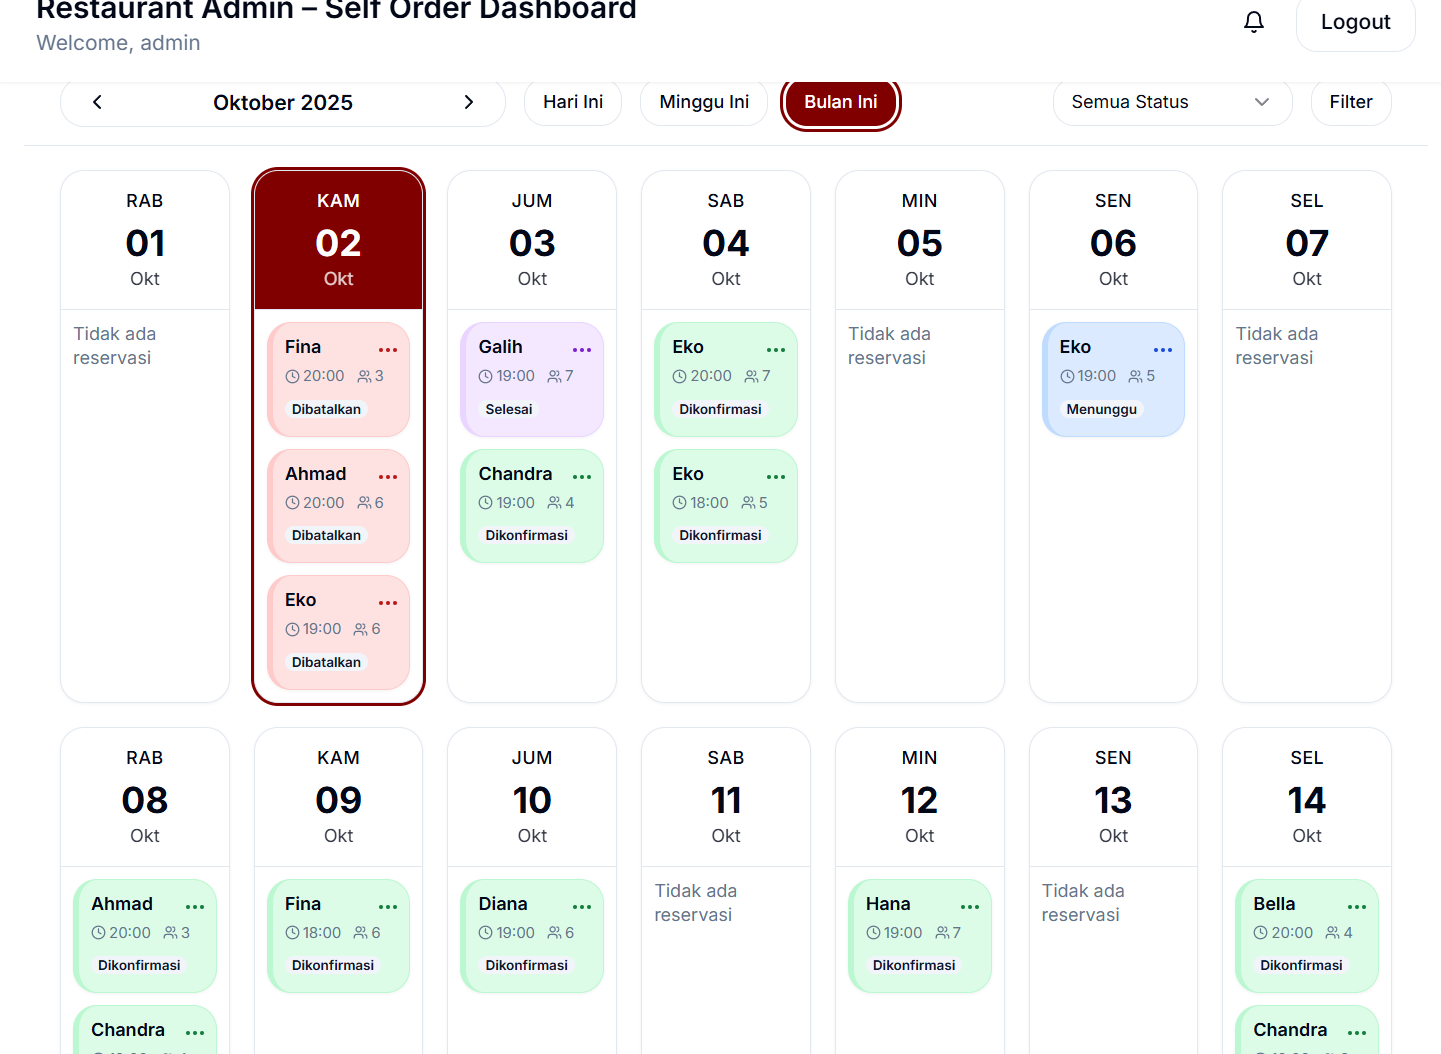 Restaurant Admin – Self Order Dashboard
Welcome, admin
Logout
Oktober 2025
Hari Ini
Minggu Ini
Bulan Ini
Semua Status
Filter
RAB
01
Okt
Tidak ada
reservasi
KAM
02
Okt
Fina
20:00 3
Dibatalkan
Ahmad
20:00 6
Dibatalkan
Eko
19:00 6
Dibatalkan
JUM
03
Okt
Galih
19:00 7
Selesai
Chandra
19:00 4
Dikonfirmasi
SAB
04
Okt
Eko
20:00 7
Dikonfirmasi
Eko
18:00 5
Dikonfirmasi
MIN
05
Okt
Tidak ada
reservasi
SEN
06
Okt
Eko
19:00 5
Menunggu
SEL
07
Okt
Tidak ada
reservasi
RAB
08
Okt
Ahmad
20:00 3
Dikonfirmasi
Chandra
KAM
09
Okt
Fina
18:00 6
Dikonfirmasi
JUM
10
Okt
Diana
19:00 6
Dikonfirmasi
SAB
11
Okt
Tidak ada
reservasi
MIN
12
Okt
Hana
19:00 7
Dikonfirmasi
SEN
13
Okt
Tidak ada
reservasi
SEL
14
Okt
Bella
20:00 4
Dikonfirmasi
Chandra